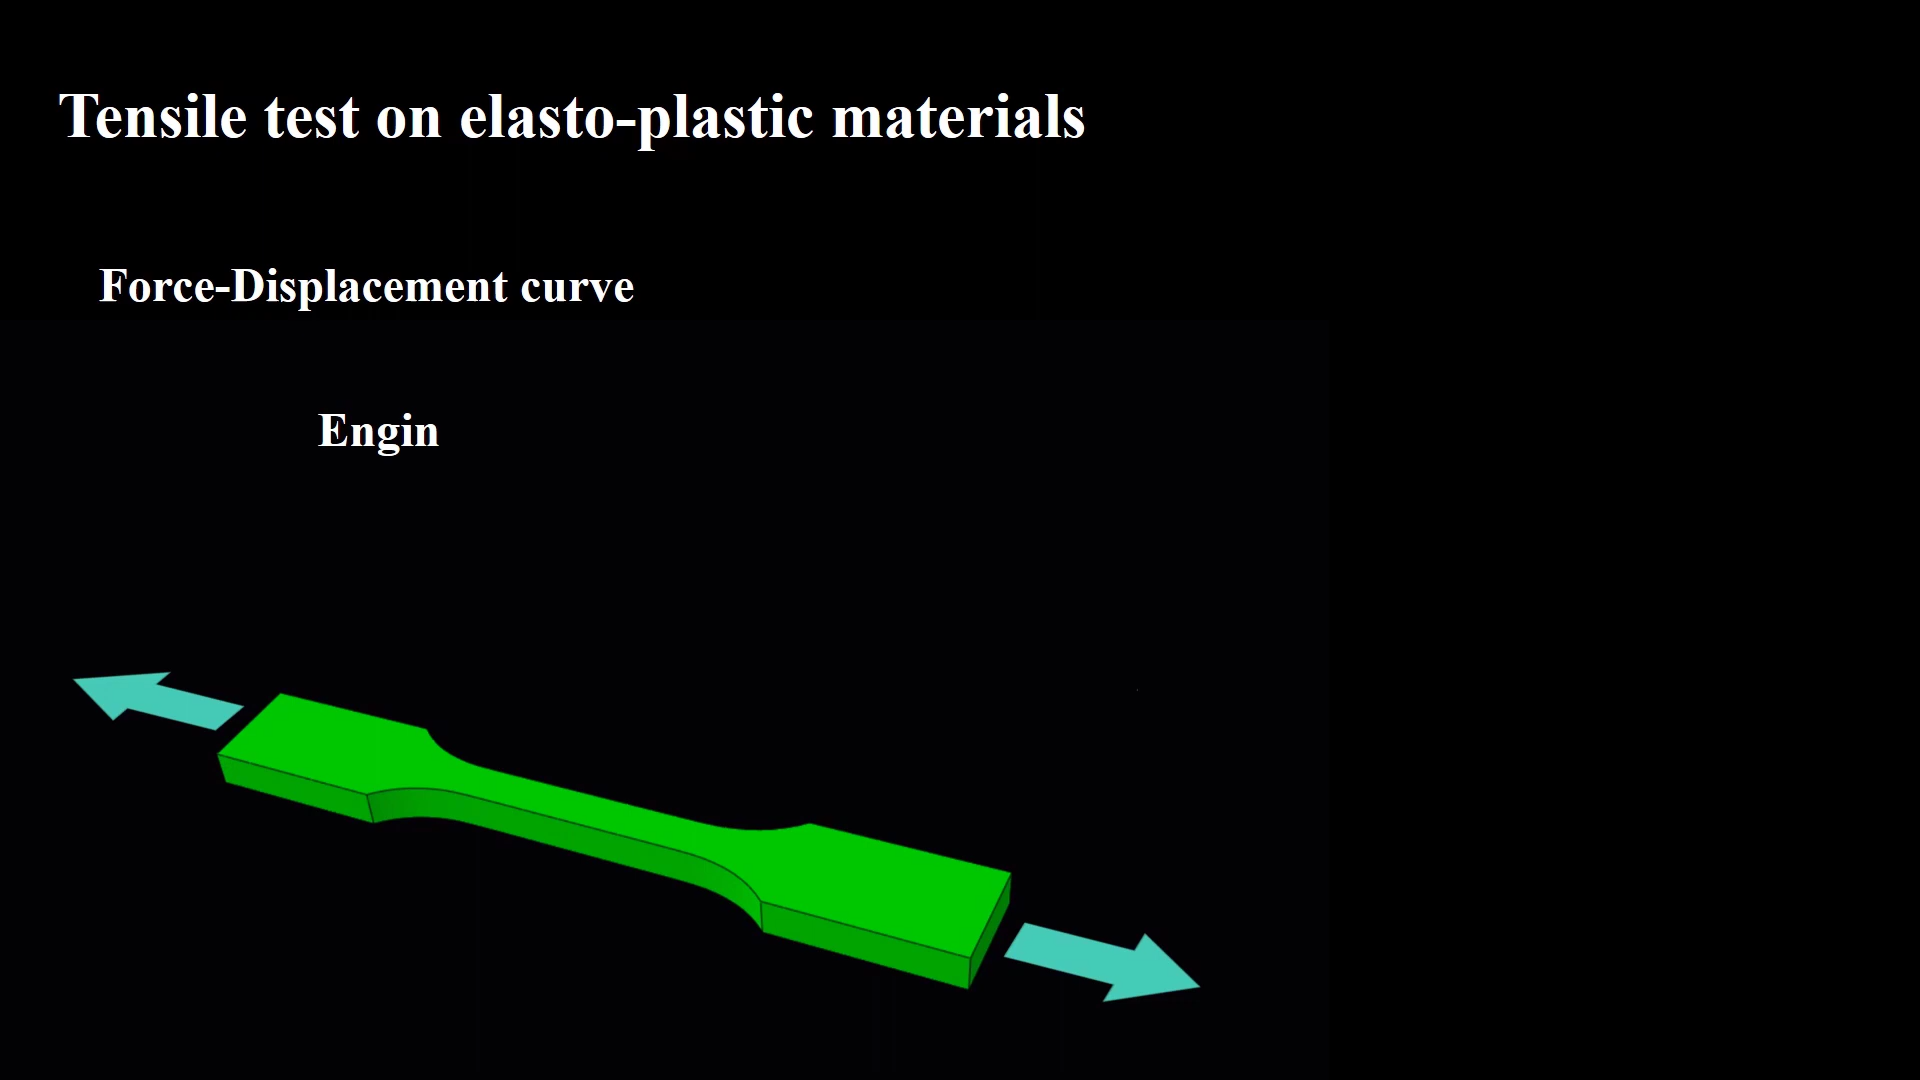 Tensile test on elasto-plastic materials
Force-Displacement curve
Engin